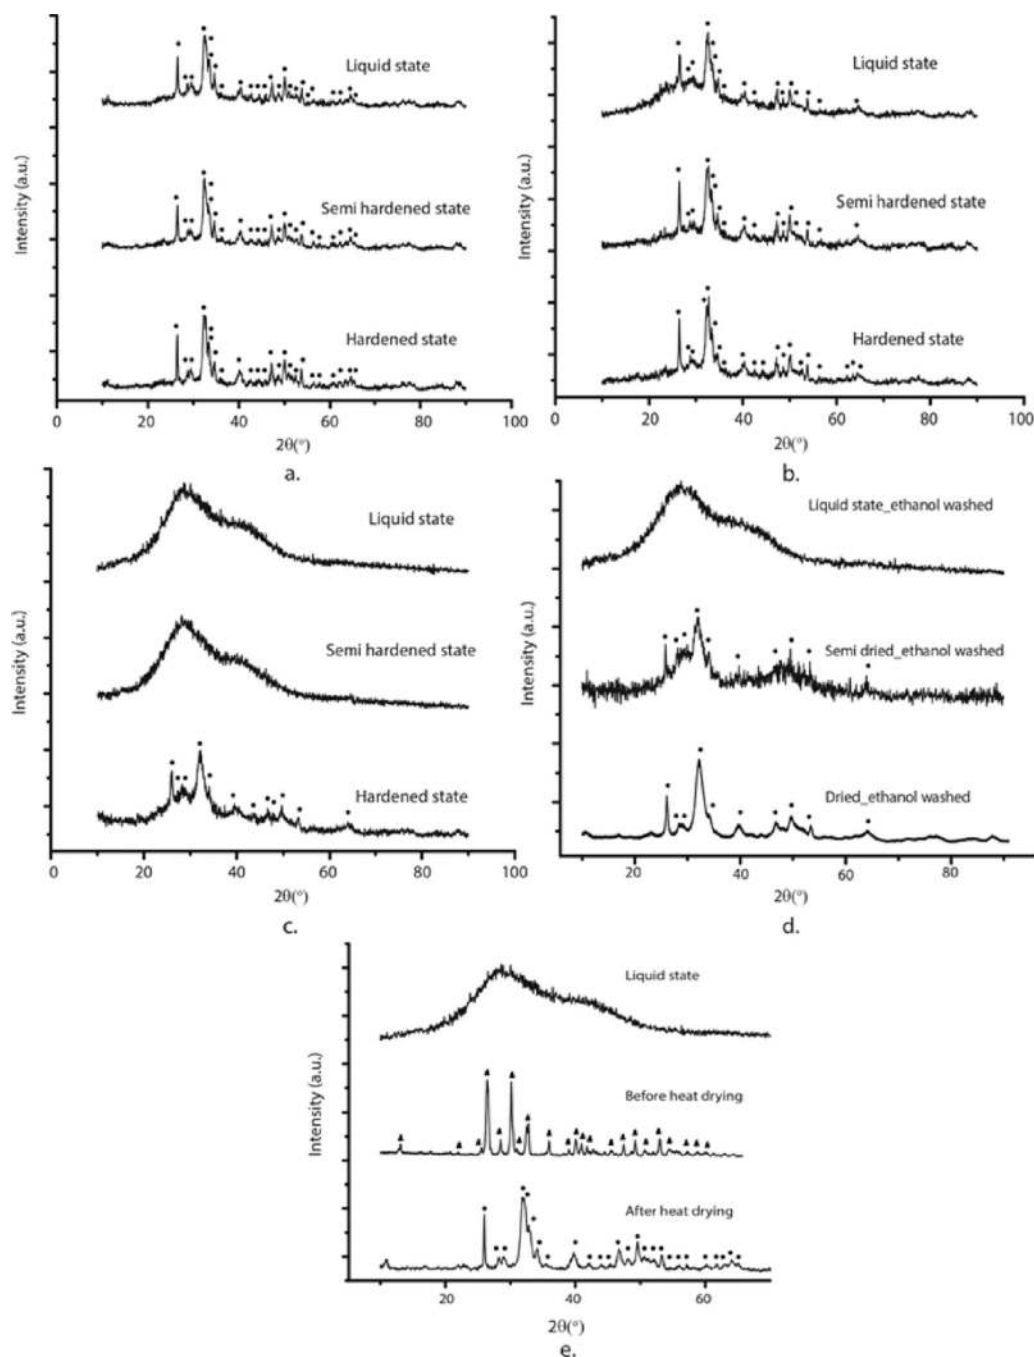 Liquid state
Semi hardened state
Hardened state
Intensity (a.u.)
0 20 40 60 80 100
2θ(°)
a.
Liquid state
Semi hardened state
Hardened state
Intensity (a.u.)
0 20 40 60 80 100
2θ(°)
b.
Liquid state
Semi hardened state
Hardened state
Intensity (a.u.)
0 20 40 60 80 100
2θ(°)
c.
Liquid state_ethanol washed
Semi dried_ethanol washed
Dried_ethanol washed
Intensity (a.u.)
20 40 60 80
2θ(°)
d.
Liquid state
Before heat drying
After heat drying
Intensity (a.u.)
20 40 60
2θ(°)
e.